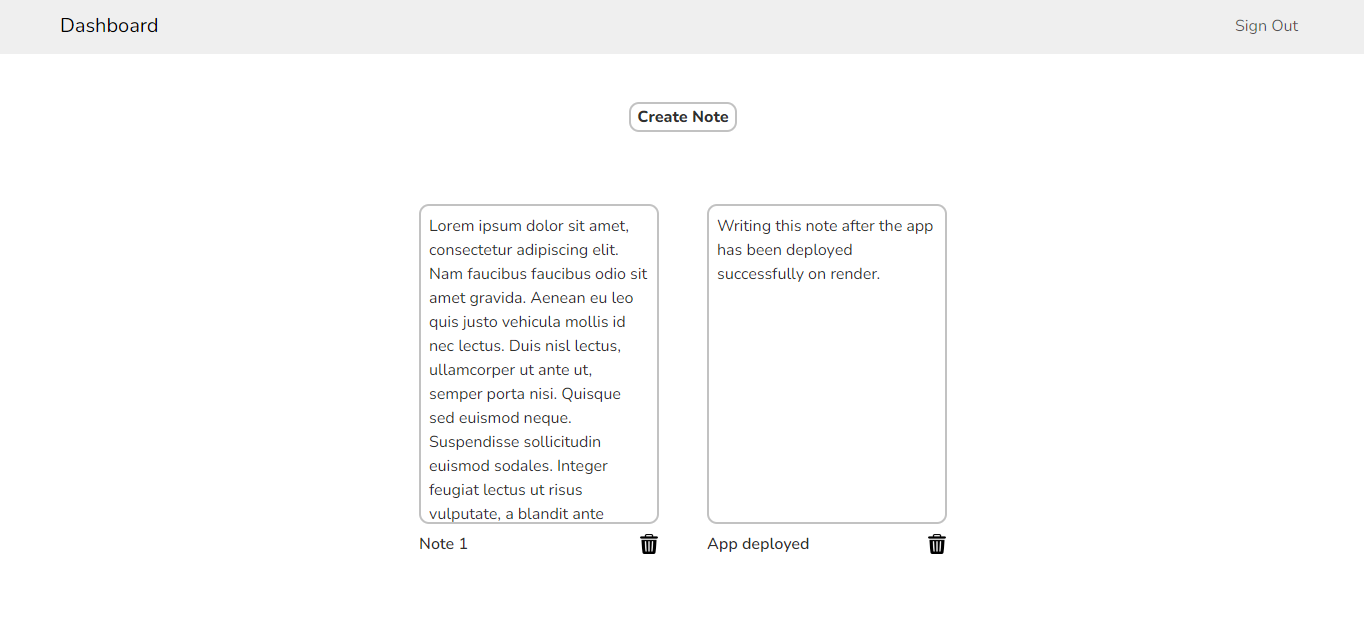 Dashboard
Sign Out
Create Note
Lorem ipsum dolor sit amet,
consectetur adipiscing elit.
Nam faucibus faucibus odio sit
amet gravida. Aenean eu leo
quis justo vehicula mollis id
nec lectus. Duis nisl lectus,
ullamcorper ut ante ut,
semper porta nisi. Quisque
sed euismod neque.
Suspendisse sollicitudin
euismod sodales. Integer
feugiat lectus ut risus
vulputate, a blandit ante
Note 1
Writing this note after the app
has been deployed
successfully on render.
App deployed